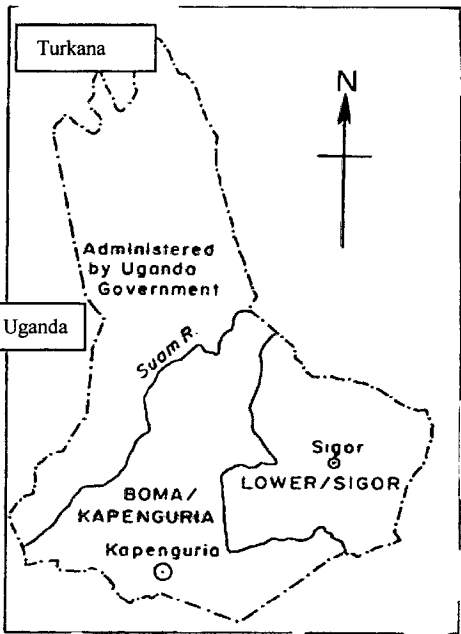 Turkana
N
Administered
by Uganda
Government
Uganda
Suam R.
Sigor
LOWER/SIGOR
BOMA/
KAPENGURIA
Kapenguria